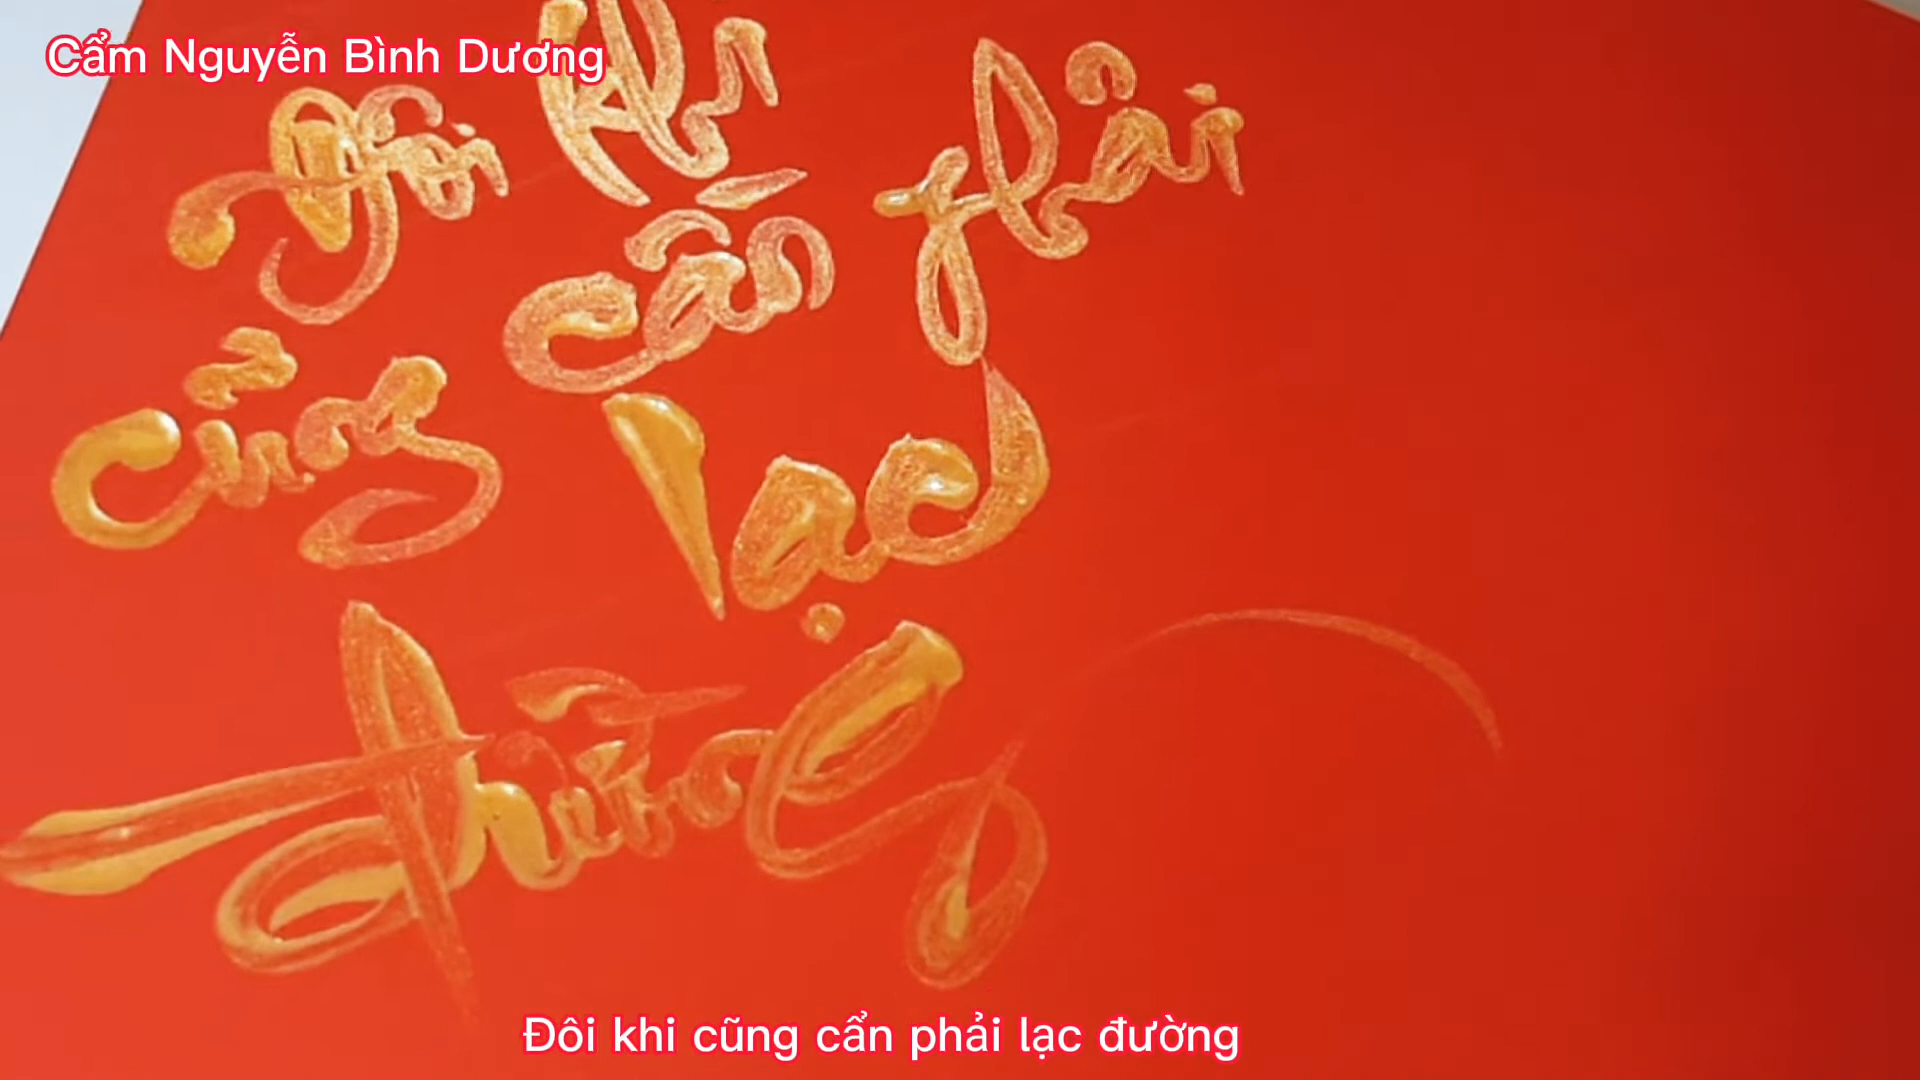 Cẩm Nguyễn Bình Dương
Đôi khi
cũng cần phải
lạc
đường
Đôi khi cũng cẩn phải lạc đường